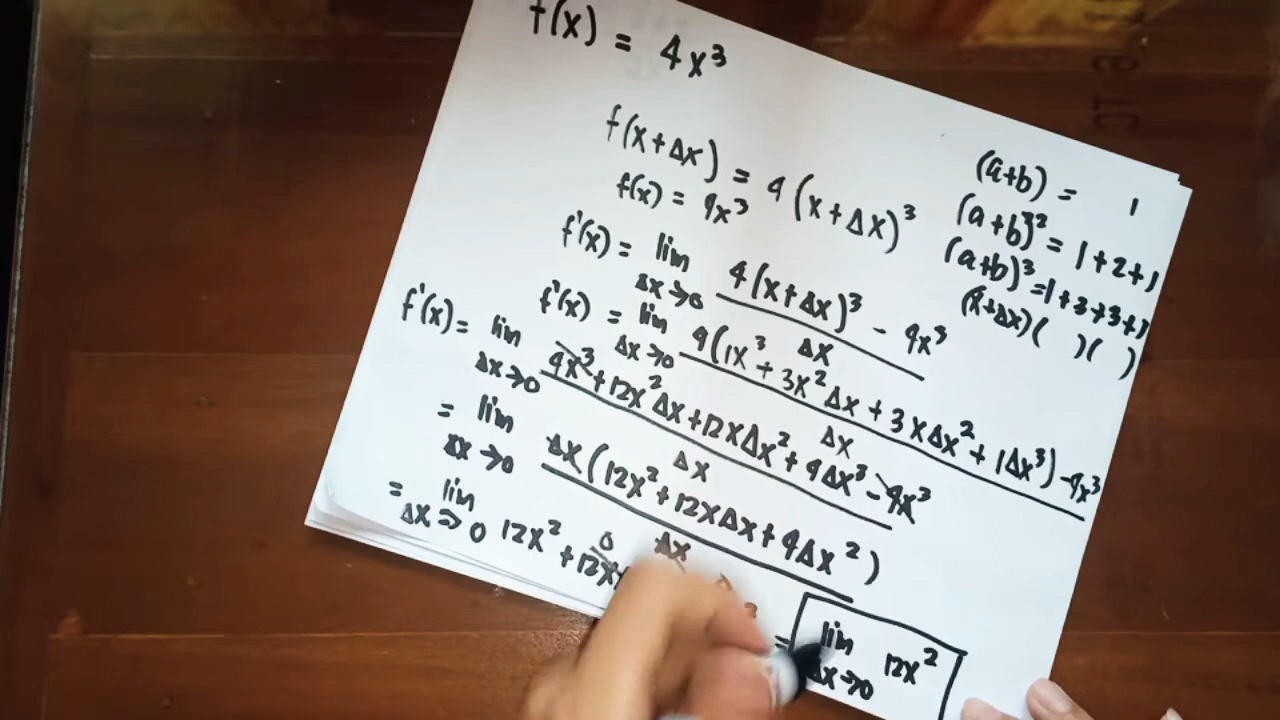 f(x) = 4x³
f(x+Δx) = 4(x+Δx)³
f(x) = 4x³
f'(x) = lim Δx→0 4(x+Δx)³ - 4x³ / Δx
f'(x) = lim Δx→0 4(1x³ + 3x²Δx + 3xΔx² + 1Δx³) - 4x³ / Δx
f'(x) = lim Δx→0 4x³ + 12x²Δx + 12xΔx² + 4Δx³ - 4x³ / Δx
= lim Δx→0 Δx(12x² + 12xΔx + 4Δx²) / Δx
= lim Δx→0 12x² + 12x
0
= lim Δx→0 12x²
(a+b) = 1
(a+b)² = 1+2+1
(a+b)³ = 1+3+3+1
(x+Δx)( )( )